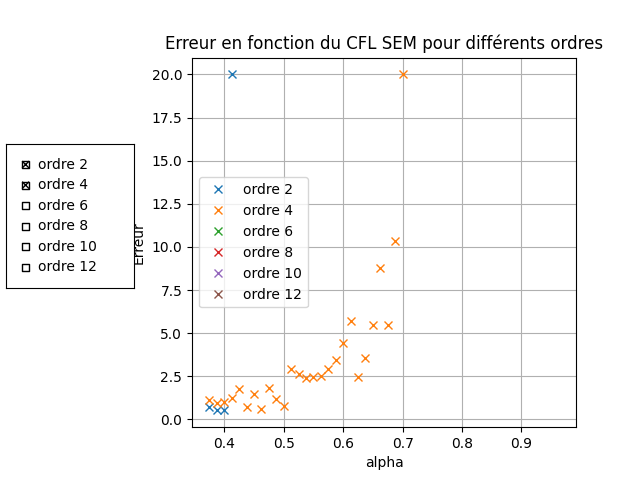 Erreur en fonction du CFL SEM pour différents ordres
ordre 2
ordre 4
ordre 6
ordre 8
ordre 10
ordre 12
Erreur
20.0
17.5
15.0
12.5
10.0
7.5
5.0
2.5
0.0
ordre 2
ordre 4
ordre 6
ordre 8
ordre 10
ordre 12
0.4 0.5 0.6 0.7 0.8 0.9
alpha